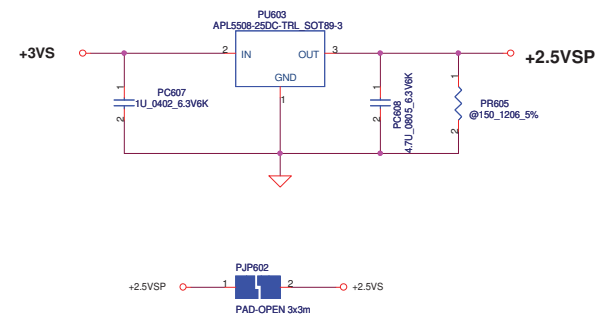 PU603
APL5508-25DC-TRL_SOT89-3
+3VS
2
IN
OUT
3
+2.5VSP
GND
1
1
2
PC607
1U_0402_6.3V6K
1
2
PC608
4.7U_0805_6.3V6K
1
2
PR605
@150_1206_5%
PJP602
+2.5VSP
1
2
+2.5VS
PAD-OPEN 3x3m